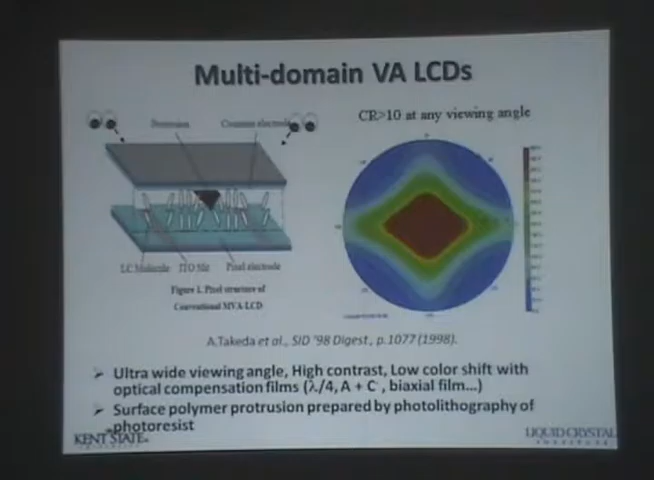 Multi-domain VA LCDs
Protrusion Counter electrode
CR>10 at any viewing angle
LC Molecule ITO Slit Pixel electrode
Figure 1. Pixel structure of
Conventional MVA-LCD
A.Takeda et al., SID '98 Digest, p.1077 (1998).
➢ Ultra wide viewing angle, High contrast, Low color shift with
optical compensation films (λ/4, A + C, biaxial film...)
➢ Surface polymer protrusion prepared by photolithography of
photoresist
KENT STATE
LIQUID CRYSTAL
INSTITUTE